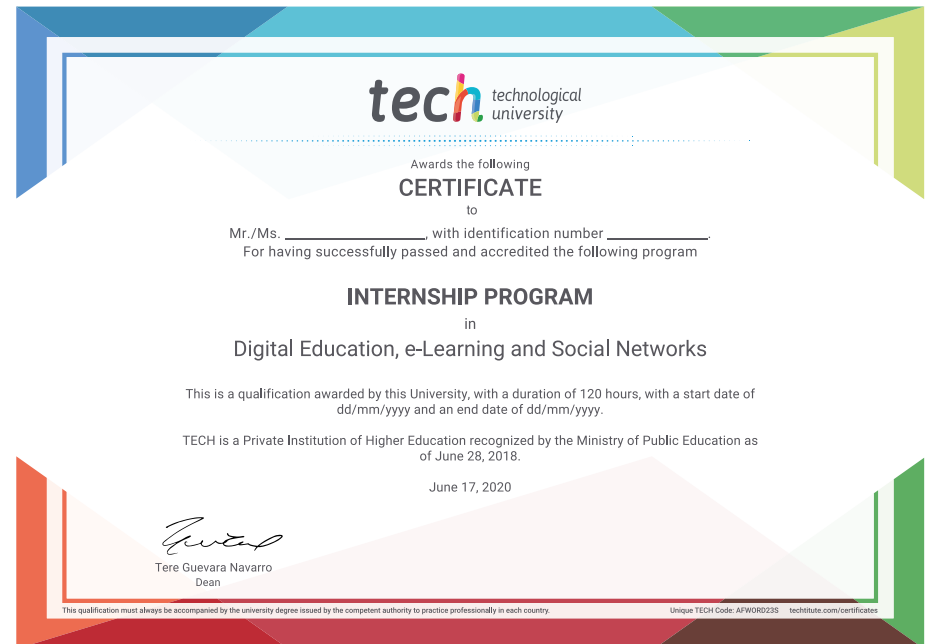 tech technological
university
Awards the following
CERTIFICATE
to
Mr./Ms. ____________________, with identification number ______________.
For having successfully passed and accredited the following program
INTERNSHIP PROGRAM
in
Digital Education, e-Learning and Social Networks
This is a qualification awarded by this University, with a duration of 120 hours, with a start date of
dd/mm/yyyy and an end date of dd/mm/yyyy.
TECH is a Private Institution of Higher Education recognized by the Ministry of Public Education as
of June 28, 2018.
June 17, 2020
Tere Guevara Navarro
Dean
This qualification must always be accompanied by the university degree issued by the competent authority to practice professionally in each country.
Unique TECH Code: AFWORD23S techtitute.com/certificates